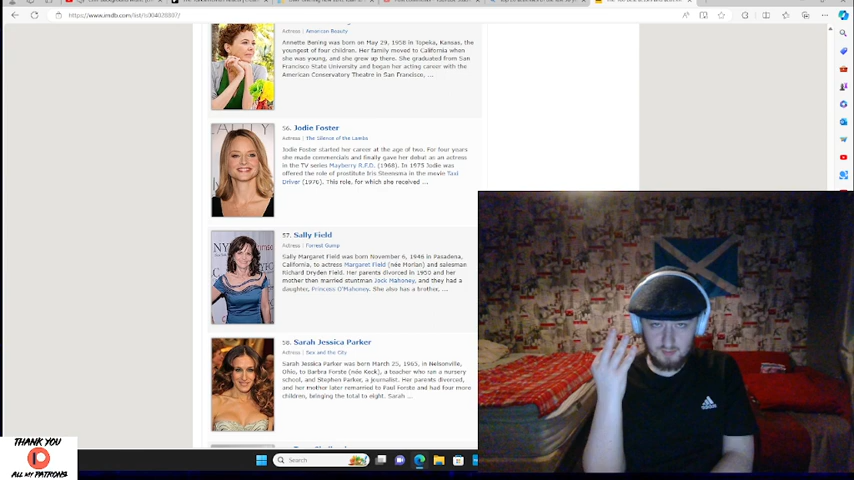 https://www.imdb.com/list/ls
Actress | American Beauty
Annette Bening was born on May 29, 1958 in Topeka, Kansas, the
youngest of four children. Her family moved to California when
she was young, and she grew up there. She graduated from San
Francisco State University and began her acting career with the
American Conservatory Theatre in San Francisco, ...
56. Jodie Foster
Actress | The Silence of the Lambs
Jodie Foster started her career at the age of two. For four years
she made commercials and finally gave her debut as an actress
in the TV series Mayberry R.F.D. (1968). In 1975 Jodie was
offered the role of prostitute Iris Steensma in the movie Taxi
Driver (1976). This role, for which she received ...
57. Sally Field
Actress | Forrest Gump
Sally Margaret Field was born November 6, 1946 in Pasadena,
California, to actress Margaret Field (née Morlan) and salesman
Richard Dryden Field. Her parents divorced in 1950 and her
mother then married stuntman Jock Mahoney, and they had a
daughter, Princess O'Mahoney. She also has a brother, ...
58. Sarah Jessica Parker
Actress | Sex and the City
Sarah Jessica Parker was born March 25, 1965, in Nelsonville,
Ohio, to Barbra Forste (née Keck), a teacher who ran a nursery
school, and Stephen Parker, a journalist. Her parents divorced,
and her mother later remarried to Paul Forste and had four more
children, bringing the total to eight. Sarah ...
adidas
THANK YOU
ALL MY PATRONS
Search